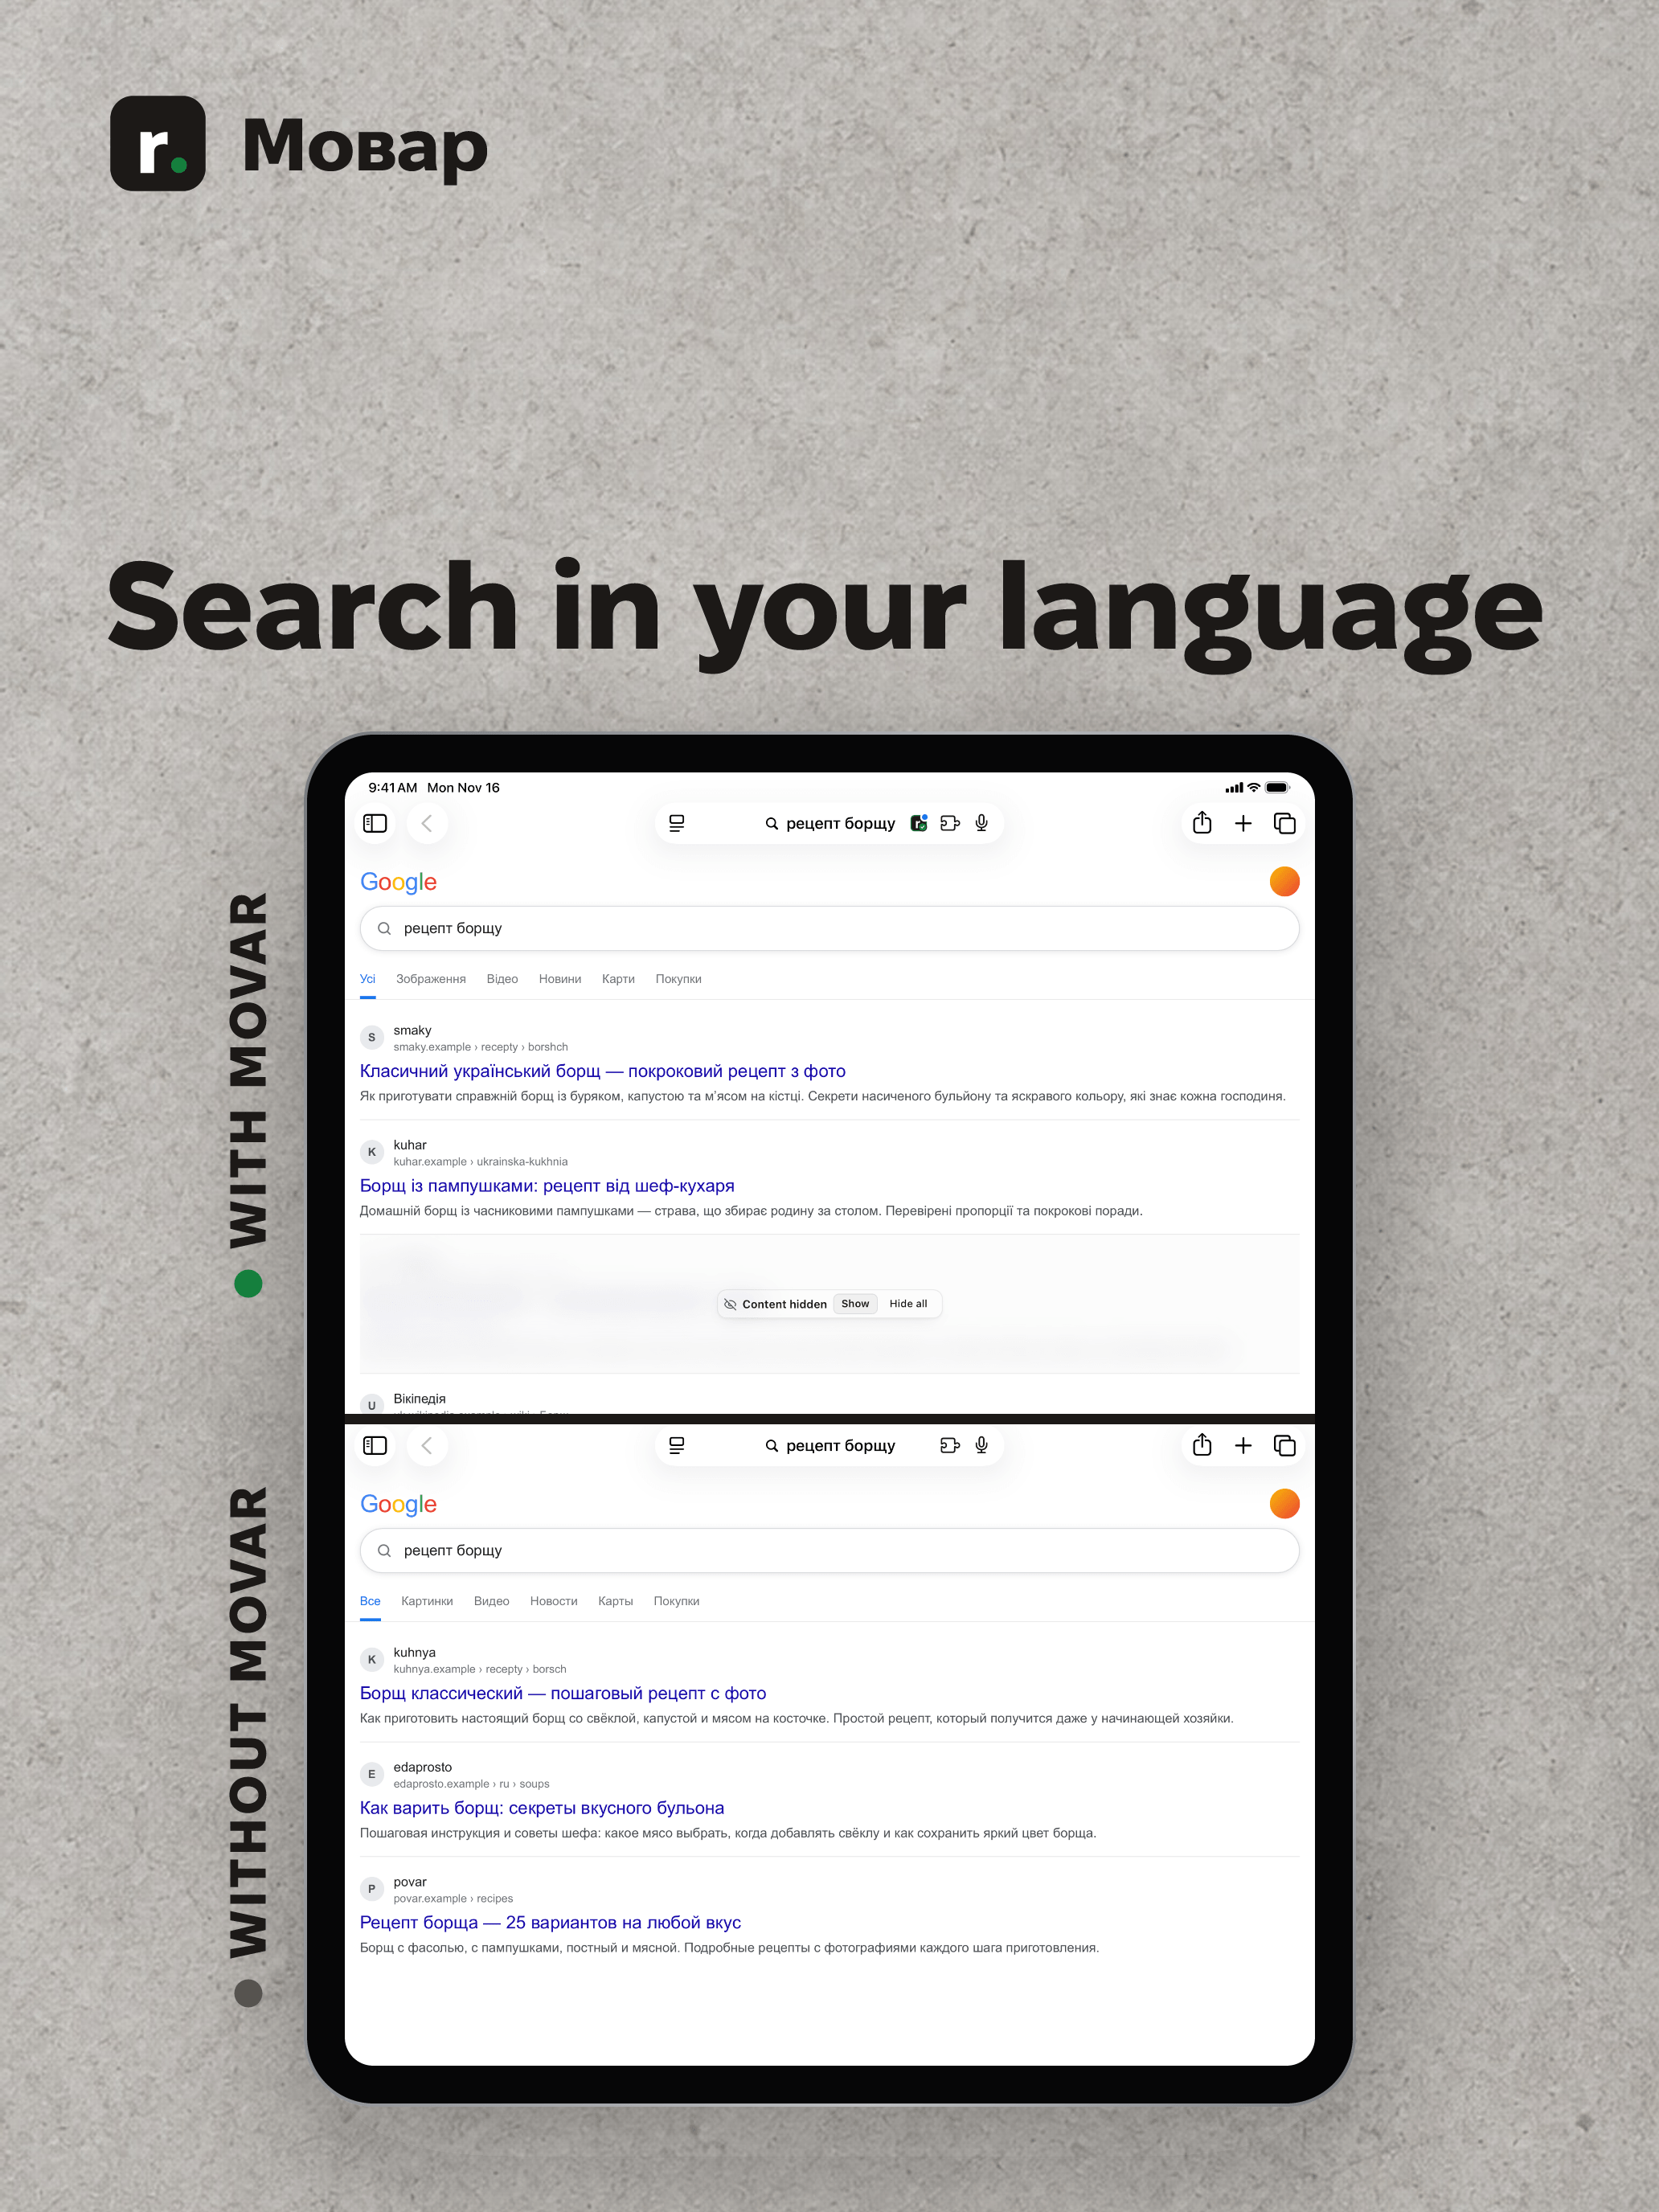 r.
Мовар
Search in your language
WITH MOVAR
9:41 AM Mon Nov 16
рецепт борщу
Google
рецепт борщу
Усі Зображення Відео Новини Карти Покупки
S
smaky
smaky.example › recepty › borshch
Класичний український борщ — покроковий рецепт з фото
Як приготувати справжній борщ із буряком, капустою та м'ясом на кістці. Секрети насиченого бульйону та яскравого кольору, які знає кожна господиня.
K
kuhar
kuhar.example › ukrainska-kukhnia
Борщ із пампушками: рецепт від шеф-кухаря
Домашній борщ із часниковими пампушками — страва, що збирає родину за столом. Перевірені пропорції та покрокові поради.
Content hidden Show Hide all
U
Вікіпедія
WITHOUT MOVAR
рецепт борщу
Google
рецепт борщу
Все Картинки Видео Новости Карты Покупки
K
kuhnya
kuhnya.example › recepty › borsch
Борщ классический — пошаговый рецепт с фото
Как приготовить настоящий борщ со свёклой, капустой и мясом на косточке. Простой рецепт, который получится даже у начинающей хозяйки.
E
edaprosto
edaprosto.example › ru › soups
Как варить борщ: секреты вкусного бульона
Пошаговая инструкция и советы шефа: какое мясо выбрать, когда добавлять свёклу и как сохранить яркий цвет борща.
P
povar
povar.example › recipes
Рецепт борща — 25 вариантов на любой вкус
Борщ с фасолью, с пампушками, постный и мясной. Подробные рецепты с фотографиями каждого шага приготовления.